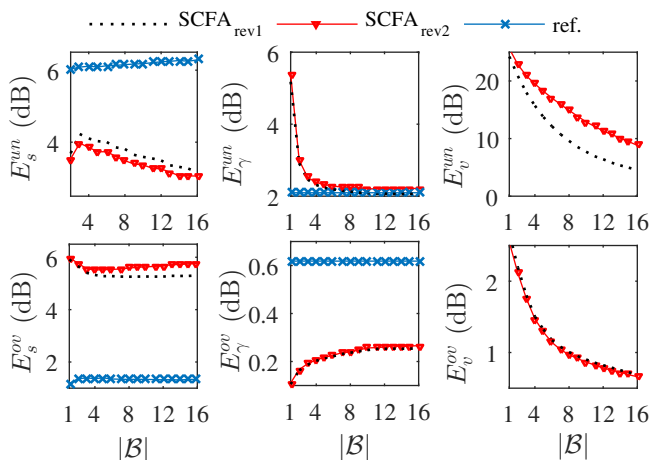 SCFA_rev1 SCFA_rev2 ref.
E_s^{un} (dB)
6
4
4 8 12 16
E_γ^{un} (dB)
6
4
2
1 4 8 12 16
E_v^{un} (dB)
20
10
0
1 4 8 12 16
E_s^{ov} (dB)
6
4
2
1 4 8 12 16
|ℬ|
E_γ^{ov} (dB)
0.6
0.4
0.2
1 4 8 12 16
|ℬ|
E_v^{ov} (dB)
2
1
1 4 8 12 16
|ℬ|